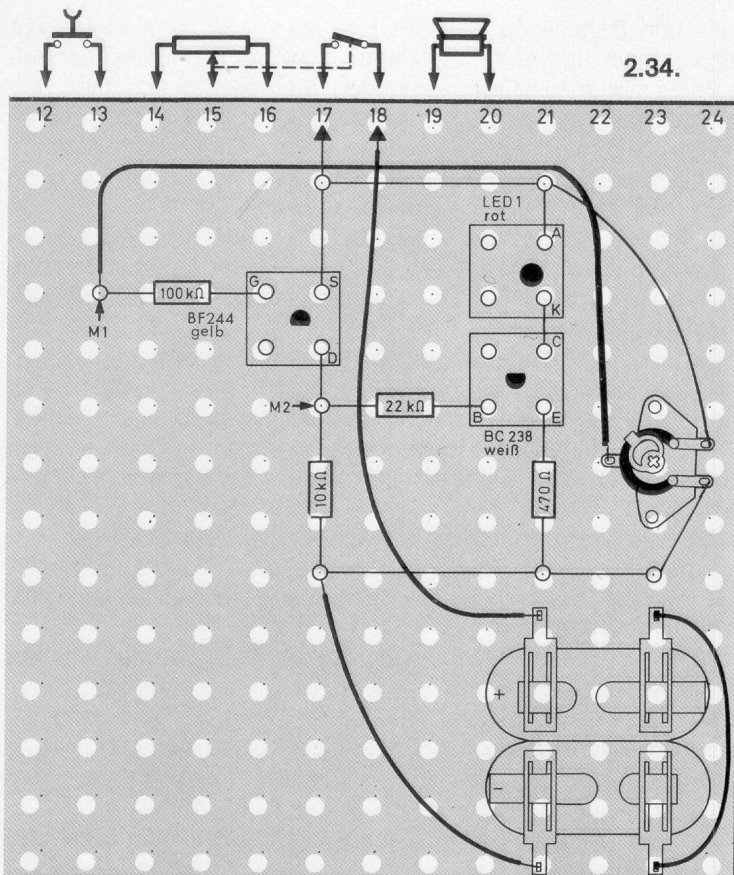 2.34.
12 13 14 15 16 17 18 19 20 21 22 23 24
LED 1
rot
A
G
100 kΩ
S
K
M1
BF244
gelb
C
D
M2
22 kΩ
B
E
BC 238
weiß
10 kΩ
470 Ω
+
-